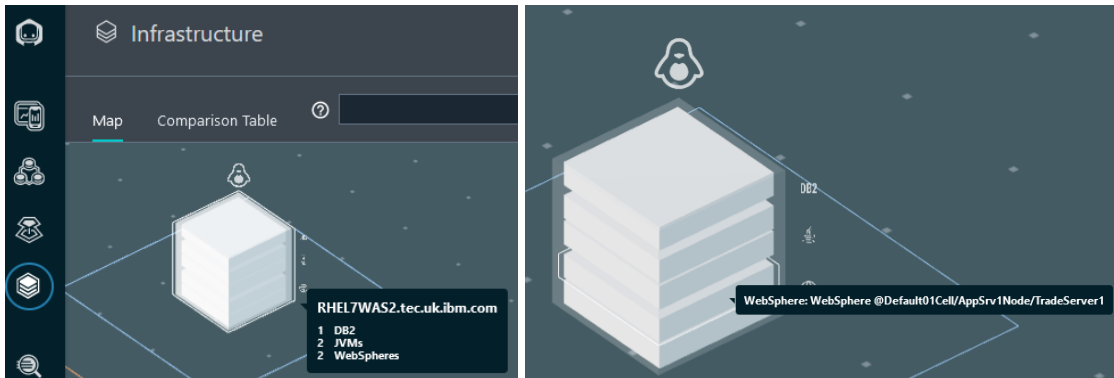 Infrastructure
Map
Comparison Table
RHEL7WAS2.tec.uk.ibm.com
1 DB2
2 JVMs
2 WebSpheres
DB2
WebSphere: WebSphere @Default01Cell/AppSrv1Node/TradeServer1